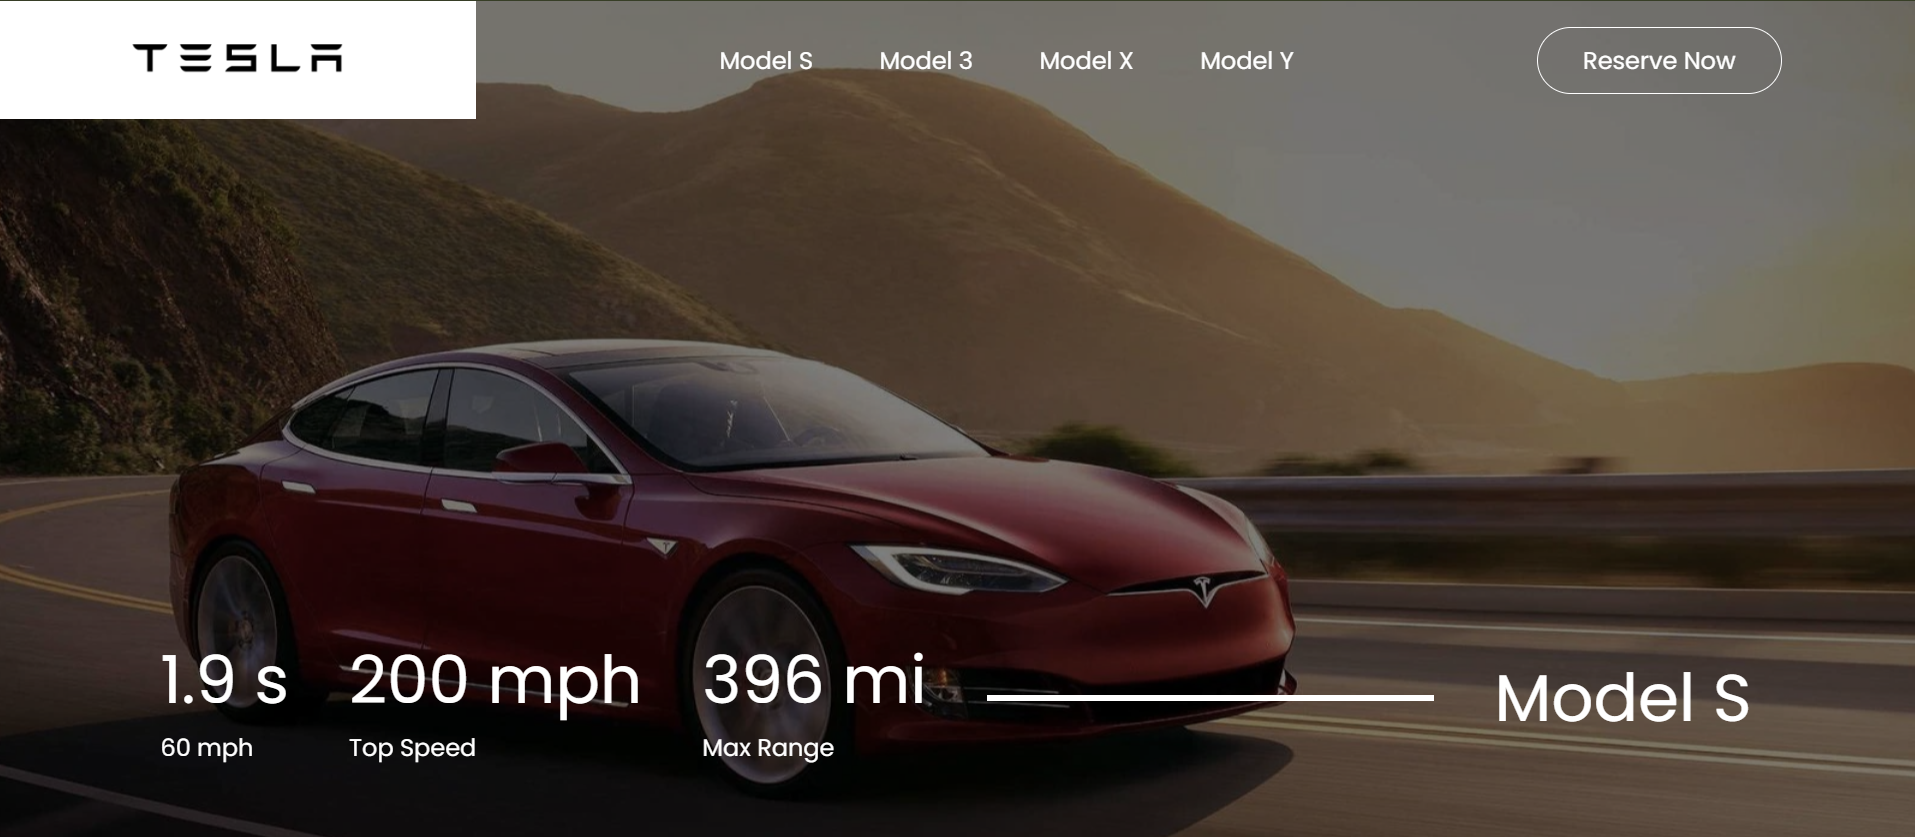 TESLA
Model S
Model 3
Model X
Model Y
Reserve Now
1.9 s
60 mph
200 mph
Top Speed
396 mi
Max Range
Model S